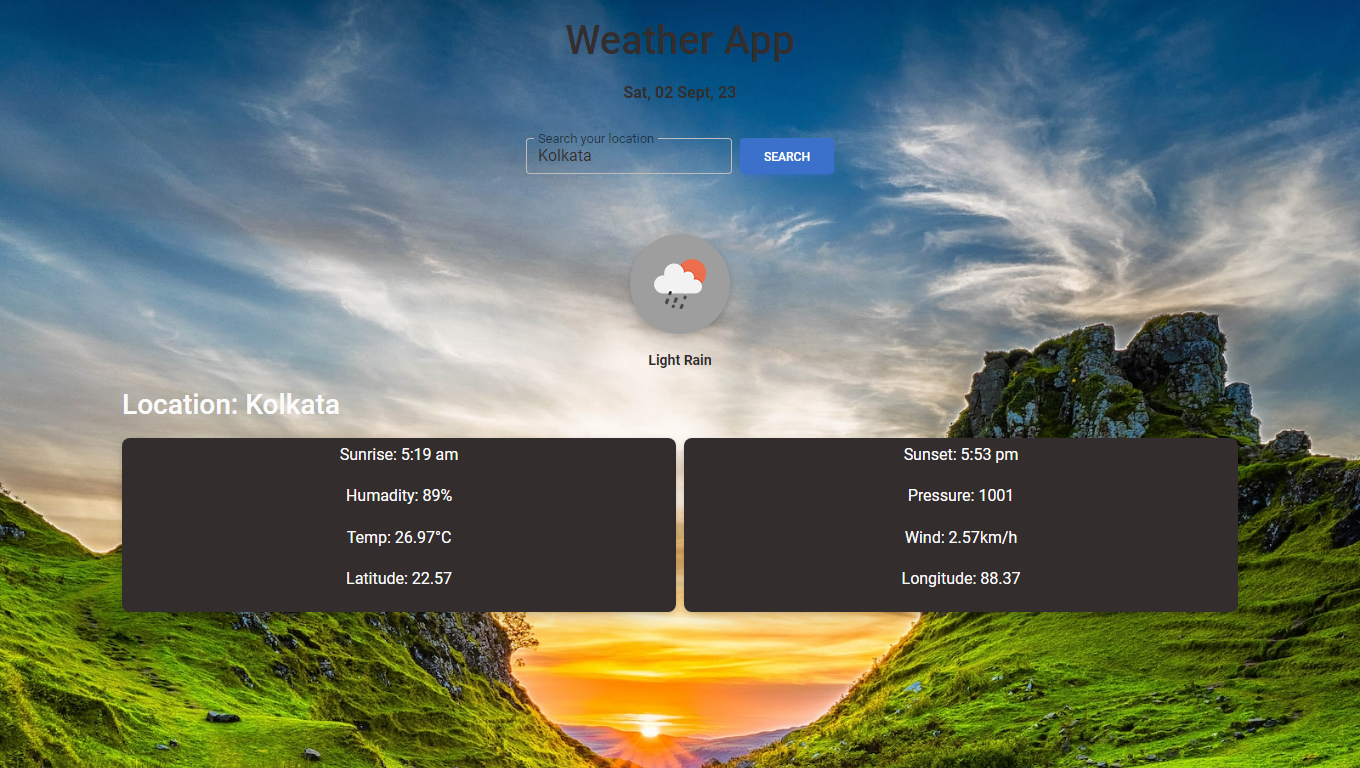 Weather App
Sat, 02 Sept, 23
Search your location
Kolkata
SEARCH
Light Rain
Location: Kolkata
Sunrise: 5:19 am
Humadity: 89%
Temp: 26.97°C
Latitude: 22.57
Sunset: 5:53 pm
Pressure: 1001
Wind: 2.57km/h
Longitude: 88.37